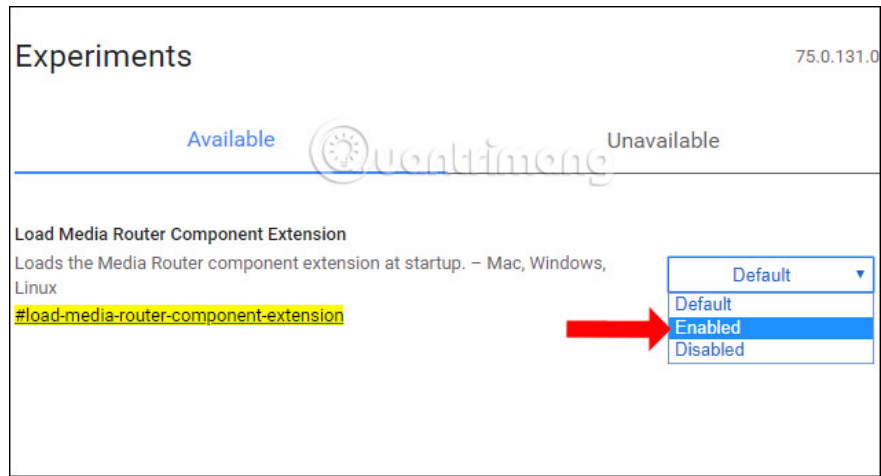 Experiments
75.0.131.0
Available
Unavailable
Quantrimang
Load Media Router Component Extension
Loads the Media Router component extension at startup. – Mac, Windows,
Linux
#load-media-router-component-extension
Default
Default
Enabled
Disabled